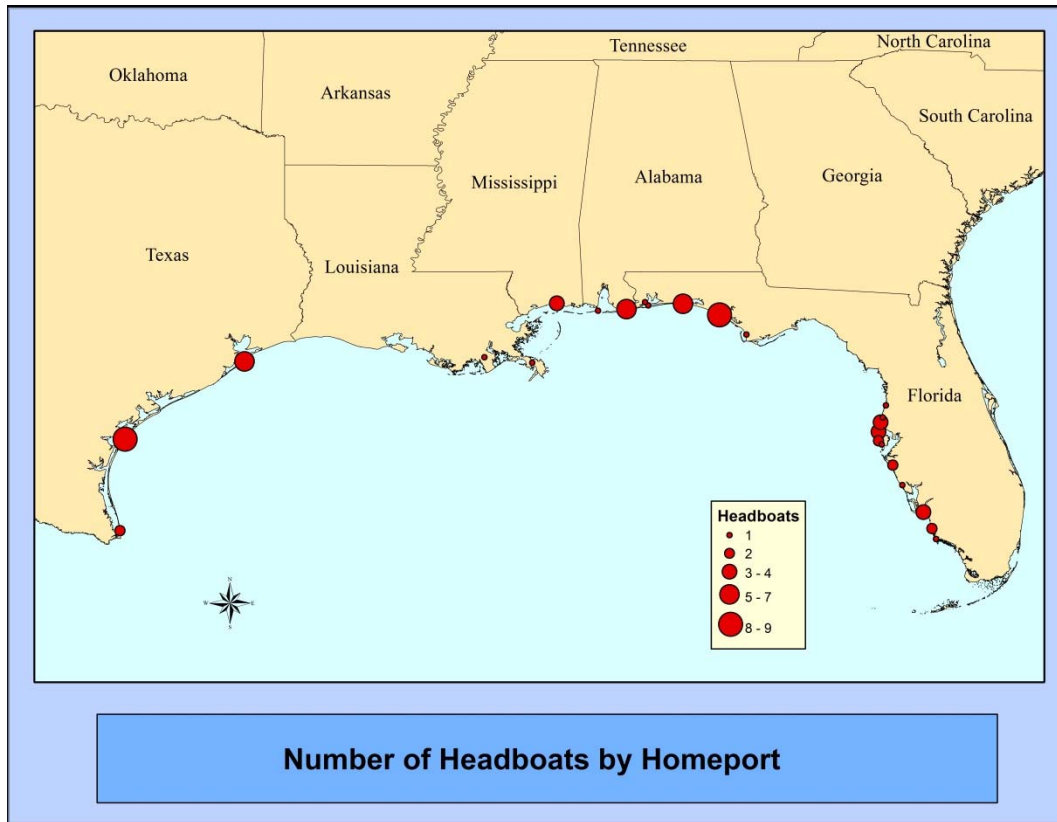 Tennessee
North Carolina
Oklahoma
Arkansas
South Carolina
Mississippi
Alabama
Georgia
Texas
Louisiana
Florida
Headboats
1
2
3 - 4
5 - 7
8 - 9
N
W E
S
Number of Headboats by Homeport